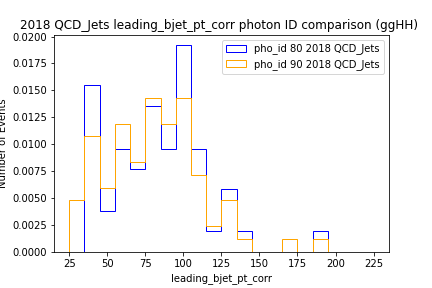 2018 QCD_Jets leading_bjet_pt_corr photon ID comparison (ggHH)
pho_id 80 2018 QCD_Jets
pho_id 90 2018 QCD_Jets
Number of Events
0.0200
0.0175
0.0150
0.0125
0.0100
0.0075
0.0050
0.0025
0.0000
25 50 75 100 125 150 175 200 225
leading_bjet_pt_corr